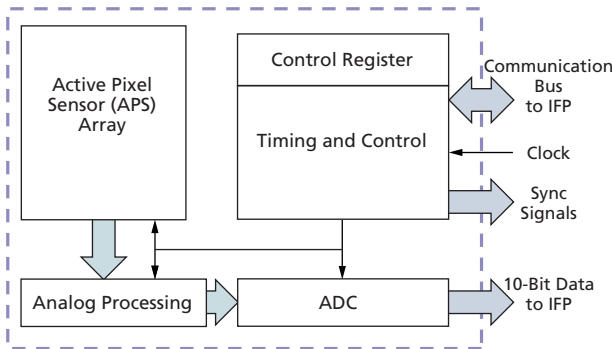 Active Pixel
Sensor (APS)
Array
Control Register
Timing and Control
Communication
Bus
to IFP
Clock
Sync
Signals
Analog Processing
ADC
10-Bit Data
to IFP